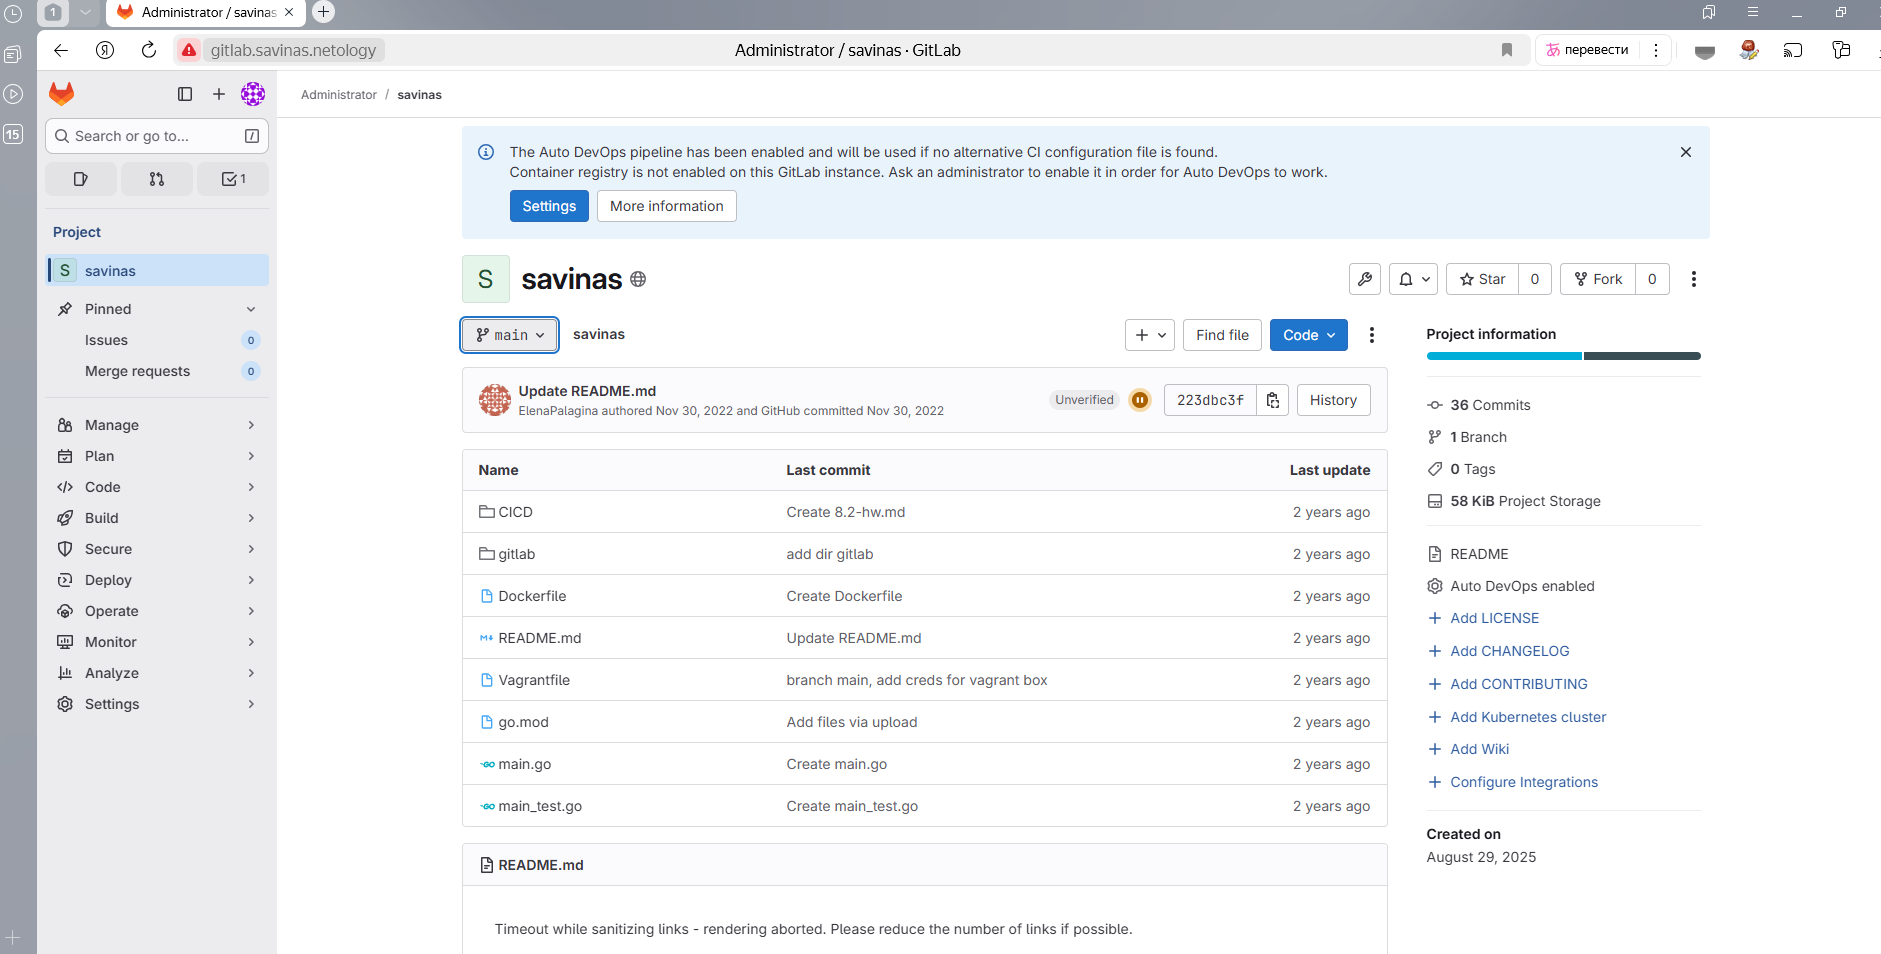 1
Administrator / savinas
gitlab.savinas.netology
Administrator / savinas · GitLab
перевести
15
Search or go to...
/
1
Project
S
savinas
Pinned
Issues
0
Merge requests
0
Manage
Plan
Code
Build
Secure
Deploy
Operate
Monitor
Analyze
Settings
Administrator / savinas
The Auto DevOps pipeline has been enabled and will be used if no alternative CI configuration file is found.
Container registry is not enabled on this GitLab instance. Ask an administrator to enable it in order for Auto DevOps to work.
Settings
More information
S
savinas
Star
0
Fork
0
main
savinas
Find file
Code
Update README.md
ElenaPalagina authored Nov 30, 2022 and GitHub committed Nov 30, 2022
Unverified
223dbc3f
History
Name Last commit Last update
CICD Create 8.2-hw.md 2 years ago
gitlab add dir gitlab 2 years ago
Dockerfile Create Dockerfile 2 years ago
README.md Update README.md 2 years ago
Vagrantfile branch main, add creds for vagrant box 2 years ago
go.mod Add files via upload 2 years ago
main.go Create main.go 2 years ago
main_test.go Create main_test.go 2 years ago
README.md
Timeout while sanitizing links - rendering aborted. Please reduce the number of links if possible.
Project information
36 Commits
1 Branch
0 Tags
58 KiB Project Storage
README
Auto DevOps enabled
Add LICENSE
Add CHANGELOG
Add CONTRIBUTING
Add Kubernetes cluster
Add Wiki
Configure Integrations
Created on
August 29, 2025